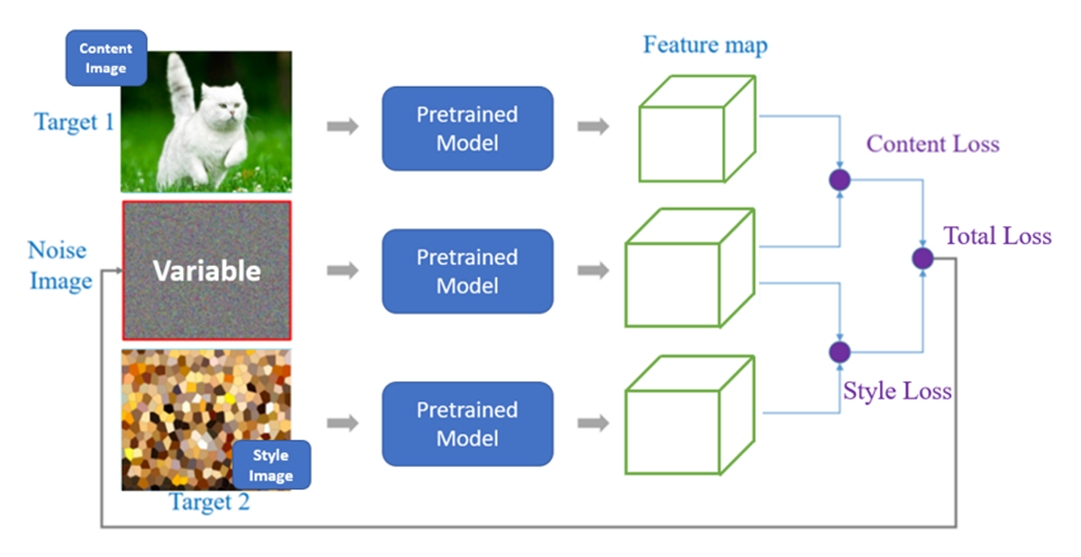 Content
Image
Target 1
Pretrained
Model
Feature map
Content Loss
Noise
Image
Variable
Pretrained
Model
Total Loss
Style
Image
Target 2
Pretrained
Model
Style Loss